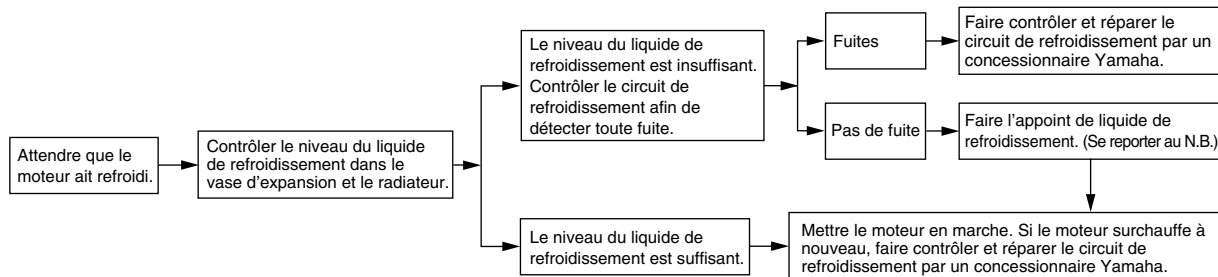 Attendre que le
moteur ait refroidi.
Contrôler le niveau du liquide
de refroidissement dans le
vase d'expansion et le radiateur.
Le niveau du liquide de
refroidissement est insuffisant.
Contrôler le circuit de
refroidissement afin de
détecter toute fuite.
Fuites
Faire contrôler et réparer le
circuit de refroidissement par un
concessionnaire Yamaha.
Pas de fuite
Faire l'appoint de liquide de
refroidissement. (Se reporter au N.B.)
Le niveau du liquide de
refroidissement est suffisant.
Mettre le moteur en marche. Si le moteur surchauffe à
nouveau, faire contrôler et réparer le circuit de
refroidissement par un concessionnaire Yamaha.